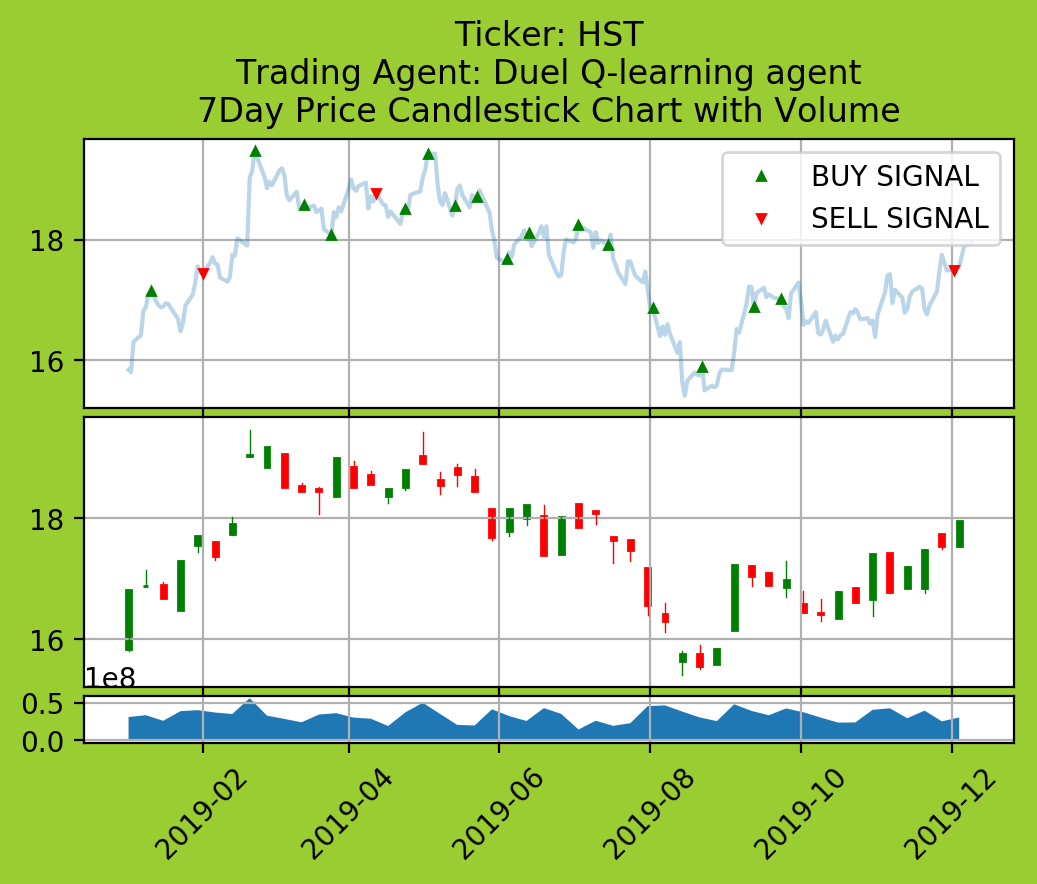 Ticker: HST
Trading Agent: Duel Q-learning agent
7Day Price Candlestick Chart with Volume
BUY SIGNAL
SELL SIGNAL
18
16
18
16
1e8
0.5
0.0
2019-02
2019-04
2019-06
2019-08
2019-10
2019-12